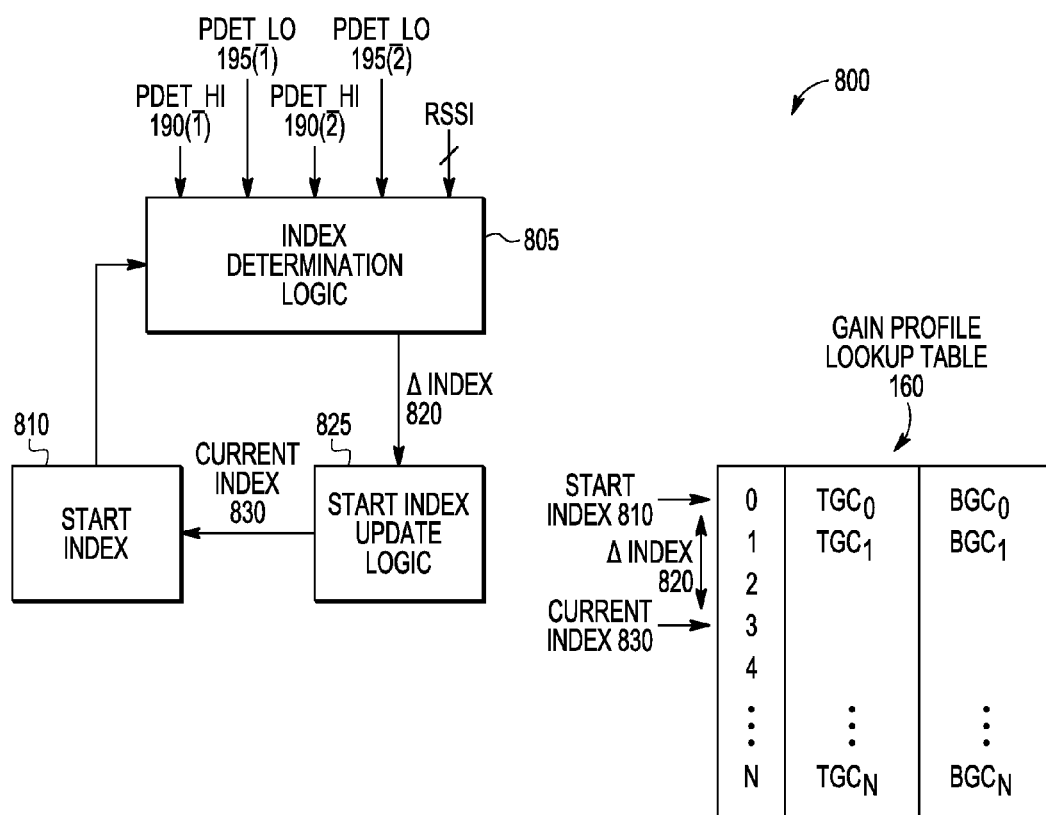 PDET_LO
195(1)
PDET_LO
195(2)
PDET_HI
190(1)
PDET_HI
190(2)
RSSI
800
INDEX
DETERMINATION
LOGIC
805
Δ INDEX
820
810
START
INDEX
CURRENT
INDEX
830
825
START INDEX
UPDATE
LOGIC
GAIN PROFILE
LOOKUP TABLE
160
START
INDEX 810
Δ INDEX
820
CURRENT
INDEX 830
0 TGC0 BGC0
1 TGC1 BGC1
2
3
4
⋮ ⋮ ⋮
N TGCN BGCN